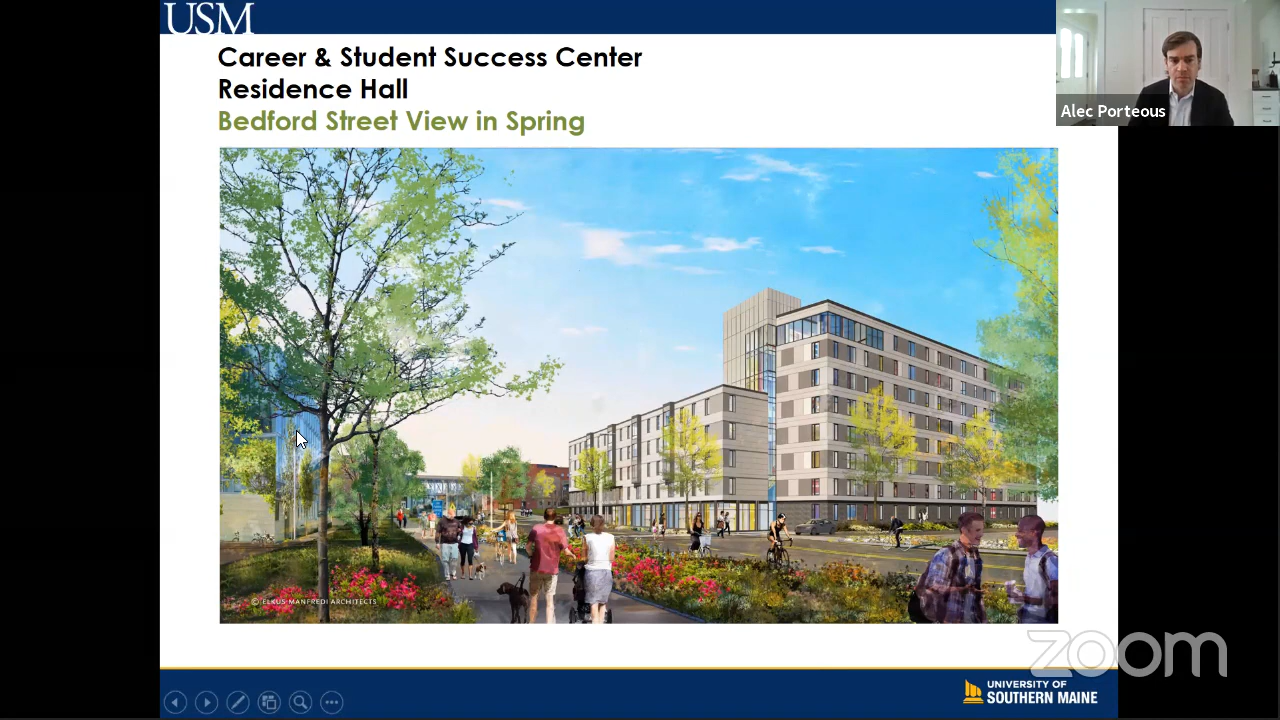 USM
Career & Student Success Center
Residence Hall
Bedford Street View in Spring
Alec Porteous
© ELKUS MANFREDI ARCHITECTS
zoom
UNIVERSITY OF
SOUTHERN MAINE